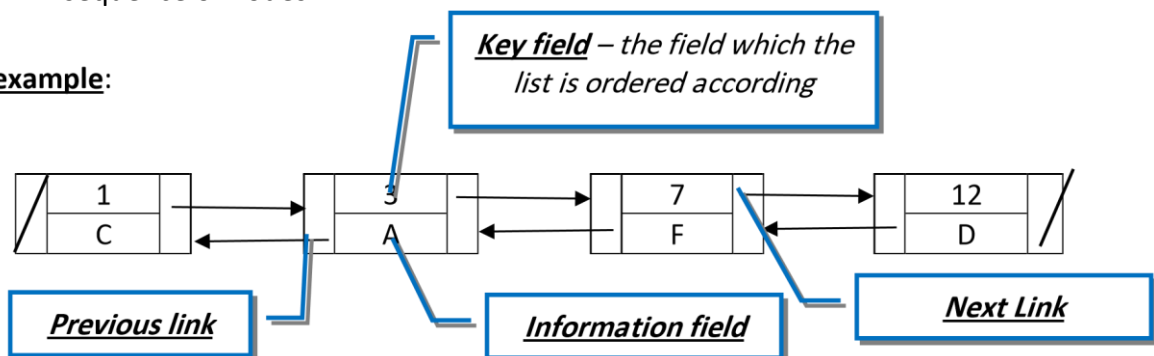 Key field – the field which the
list is ordered according
example:
1
C
3
A
7
F
12
D
Previous link
Information field
Next Link